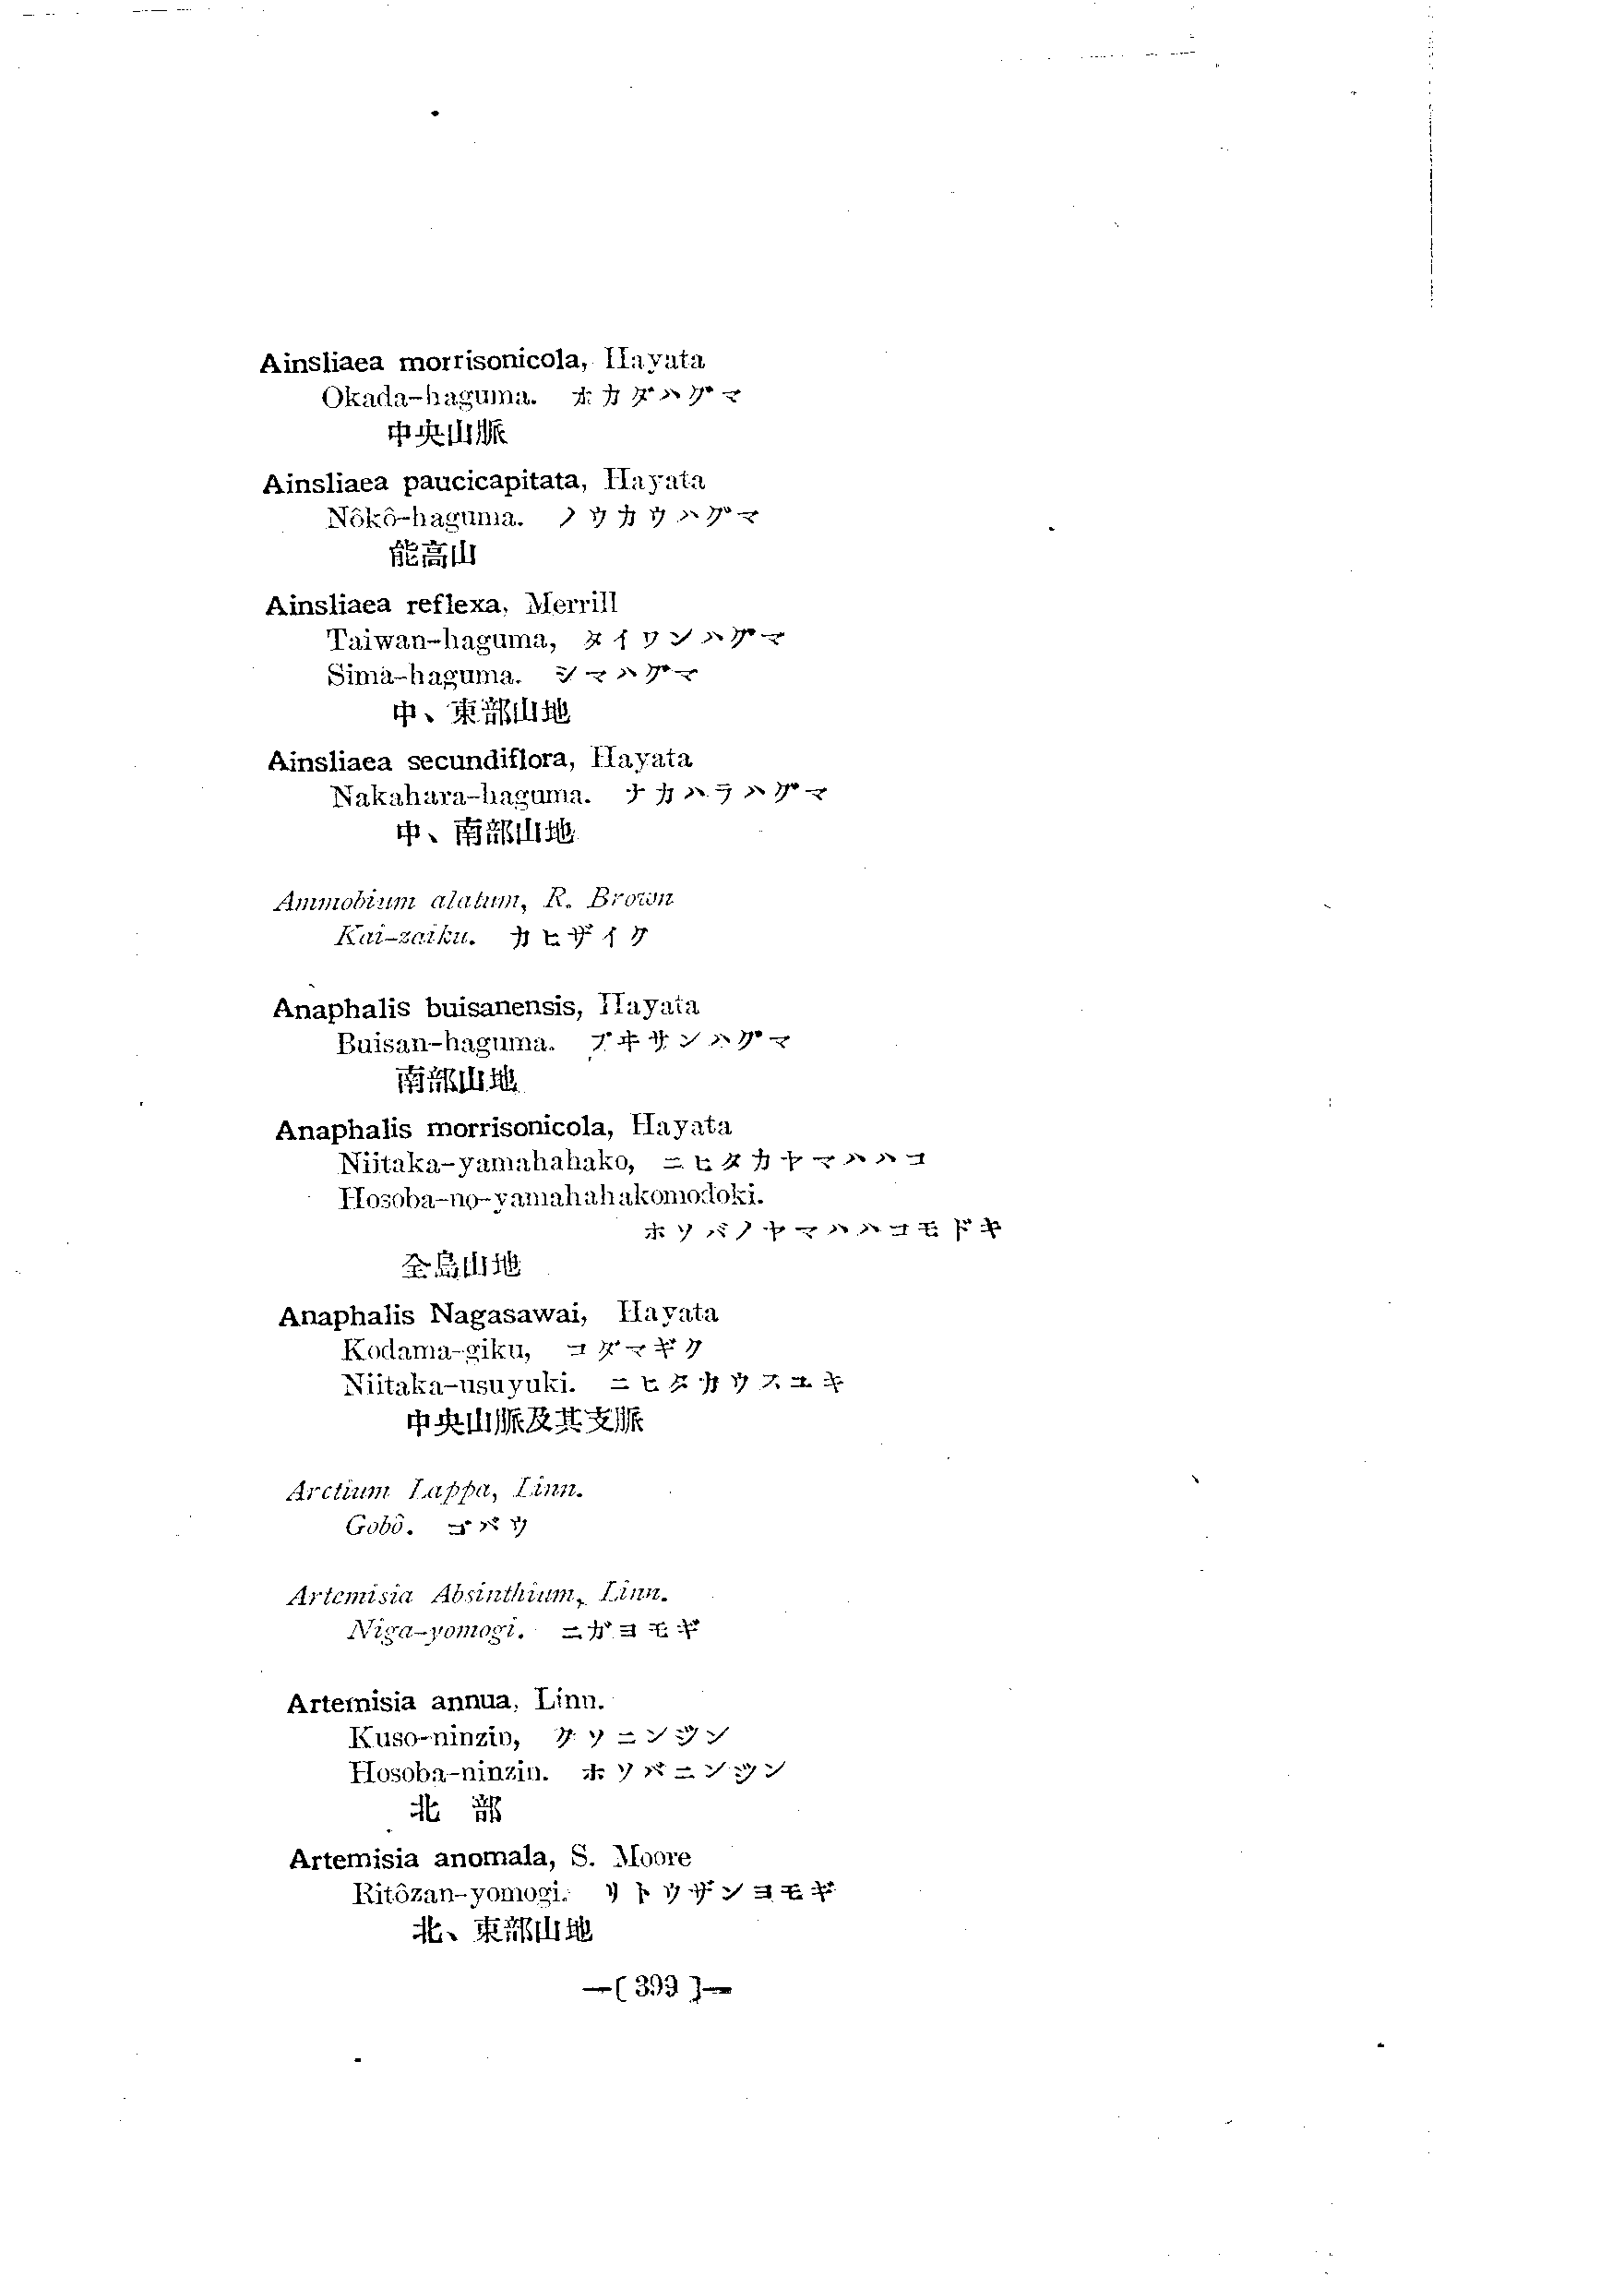 Ainsliaea morrisonicola, Hayata
Okada-haguma. ホカダハグマ
中央山脈
Ainsliaea paucicapitata, Hayata
Nôkô-haguma. ノウカウハグマ
能高山
Ainsliaea reflexa, Merrill
Taiwan-haguma, タイワンハグマ
Sima-haguma. シマハグマ
中、東部山地
Ainsliaea secundiflora, Hayata
Nakahara-haguma. ナカハラハグマ
中、南部山地
Ammobium alatum, R. Brown
Kai-zaiku. カヒザイク
Anaphalis buisanensis, Hayata
Buisan-haguma. ブヰサンハグマ
南部山地
Anaphalis morrisonicola, Hayata
Niitaka-yamahahako, ニヒタカヤマハハコ
Hosoba-no-yamahahakomodoki.
ホソバノヤマハハコモドキ
全島山地
Anaphalis Nagasawai, Hayata
Kodama-giku, コダマギク
Niitaka-usuyuki. ニヒタカウスユキ
中央山脈及其支脈
Arctium Lappa, Linn.
Gobô. ゴバウ
Artemisia Absinthium, Linn.
Niga-yomogi. ニガヨモギ
Artemisia annua, Linn.
Kuso-ninzin, クソニンジン
Hosoba-ninzin. ホソバニンジン
北 部
Artemisia anomala, S. Moore
Ritôzan-yomogi. リトウザンヨモギ
北、東部山地
—[ 399 ]—